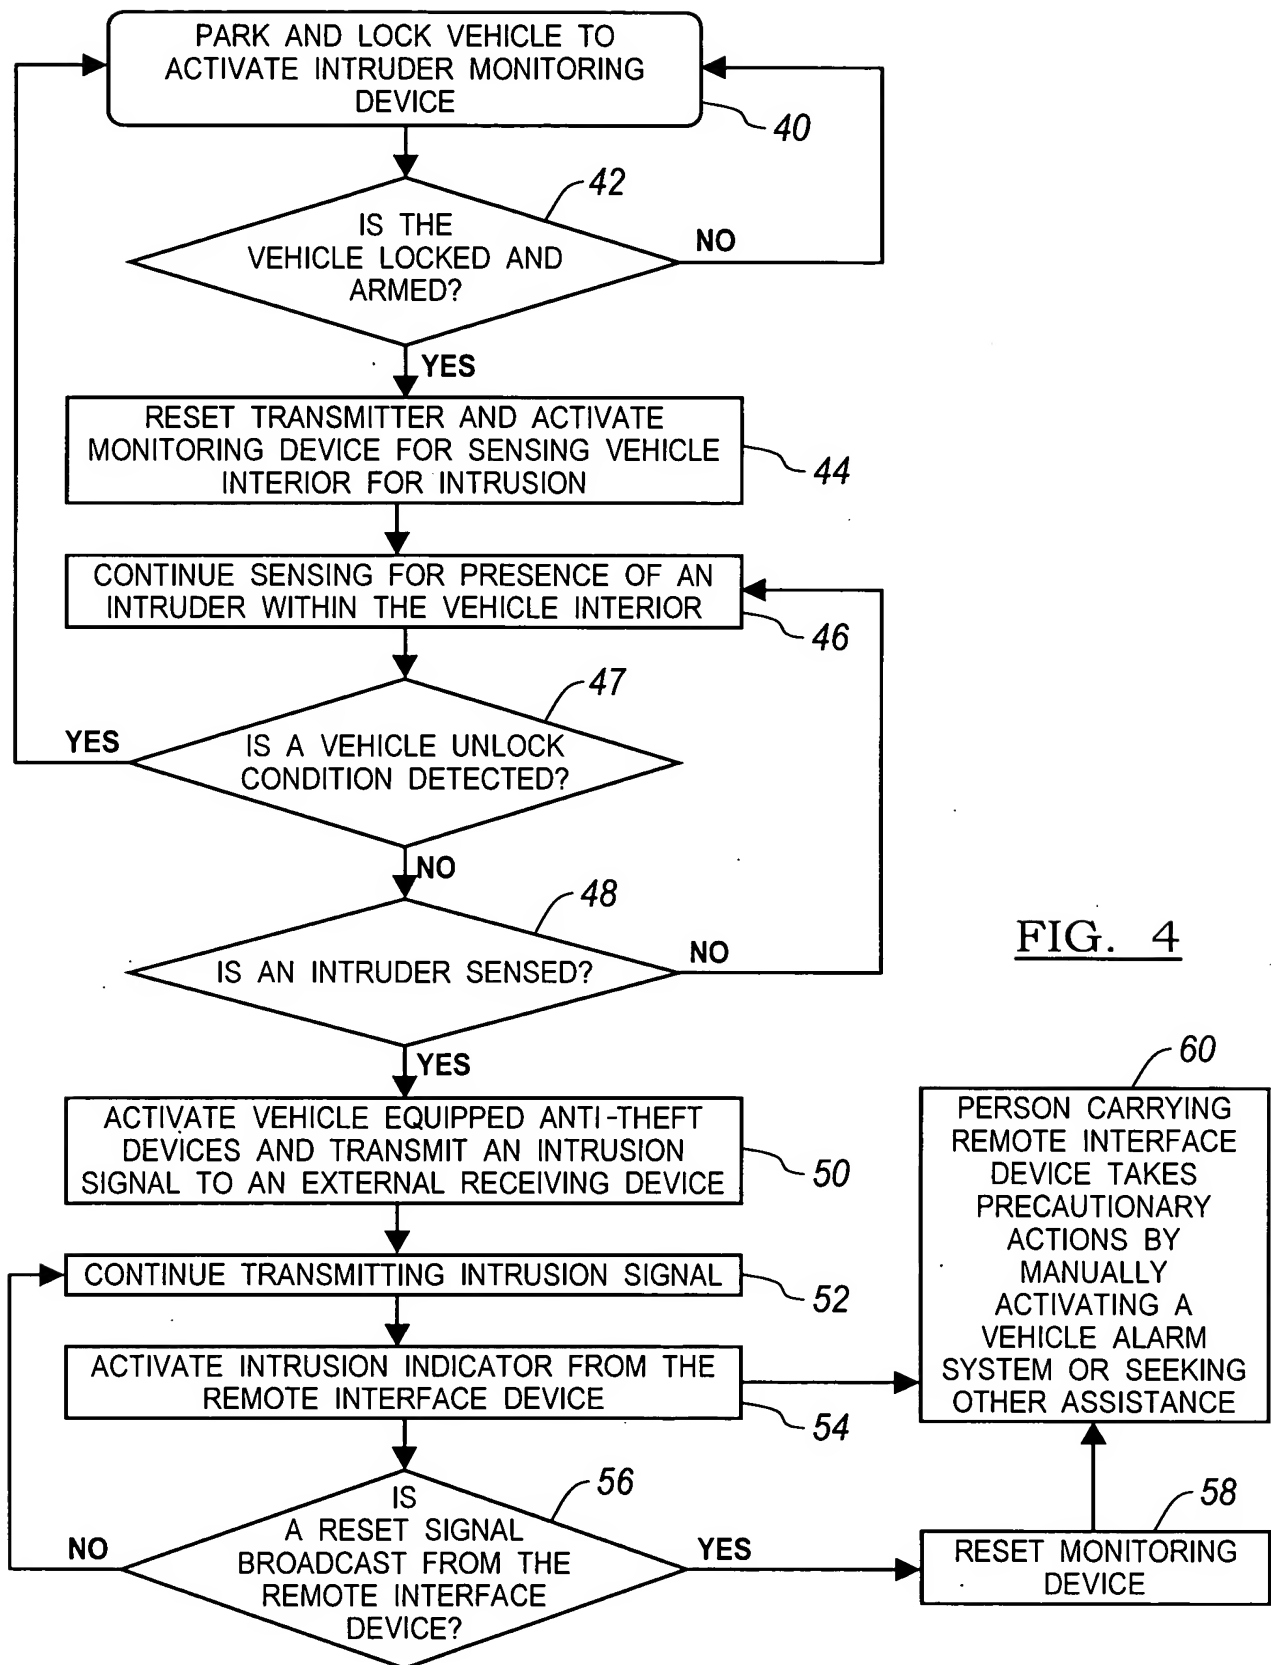 PARK AND LOCK VEHICLE TO
ACTIVATE INTRUDER MONITORING
DEVICE
40
42
IS THE
VEHICLE LOCKED AND
ARMED?
NO
YES
RESET TRANSMITTER AND ACTIVATE
MONITORING DEVICE FOR SENSING VEHICLE
INTERIOR FOR INTRUSION
44
CONTINUE SENSING FOR PRESENCE OF AN
INTRUDER WITHIN THE VEHICLE INTERIOR
46
47
YES
IS A VEHICLE UNLOCK
CONDITION DETECTED?
NO
48
IS AN INTRUDER SENSED?
NO
FIG. 4
YES
ACTIVATE VEHICLE EQUIPPED ANTI-THEFT
DEVICES AND TRANSMIT AN INTRUSION
SIGNAL TO AN EXTERNAL RECEIVING DEVICE
50
CONTINUE TRANSMITTING INTRUSION SIGNAL
52
ACTIVATE INTRUSION INDICATOR FROM THE
REMOTE INTERFACE DEVICE
54
60
PERSON CARRYING
REMOTE INTERFACE
DEVICE TAKES
PRECAUTIONARY
ACTIONS BY
MANUALLY
ACTIVATING A
VEHICLE ALARM
SYSTEM OR SEEKING
OTHER ASSISTANCE
56
IS
A RESET SIGNAL
BROADCAST FROM THE
REMOTE INTERFACE
DEVICE?
NO
YES
58
RESET MONITORING
DEVICE